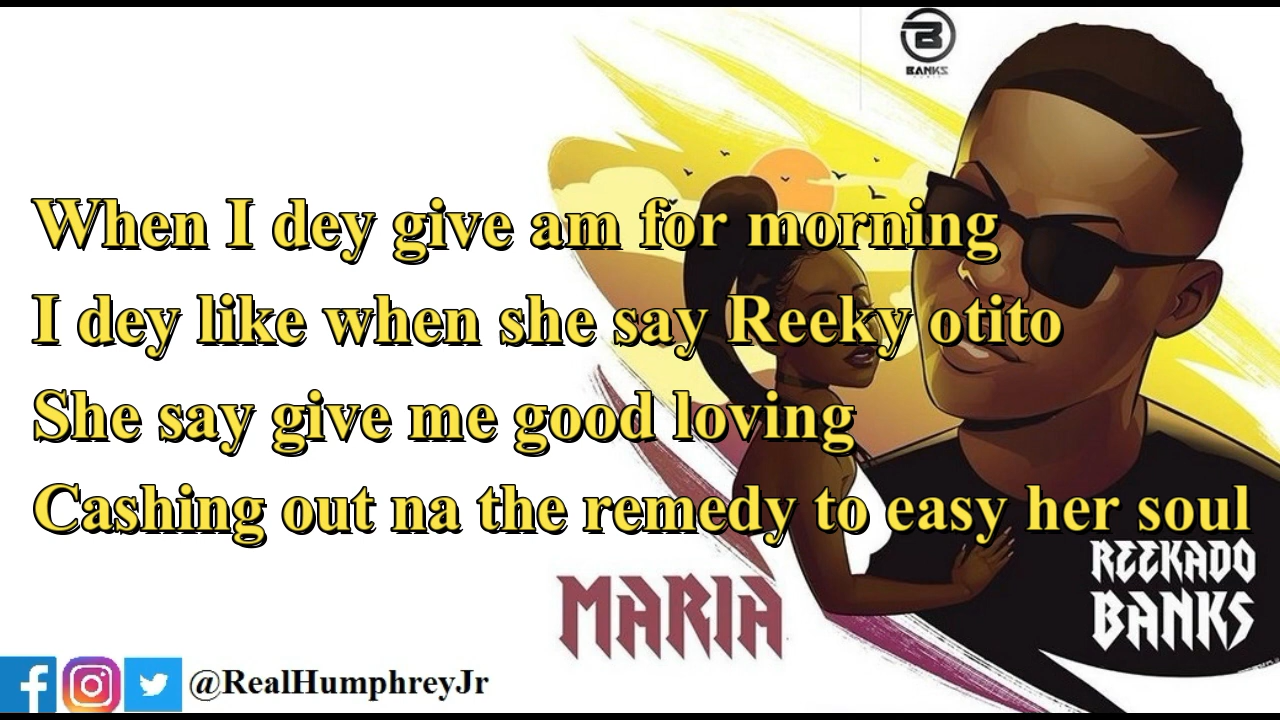 B
BANKS
When I dey give am for morning
I dey like when she say Reeky otito
She say give me good loving
Cashing out na the remedy to easy her soul
MARIA
REEKADO
BANKS
@RealHumphreyJr